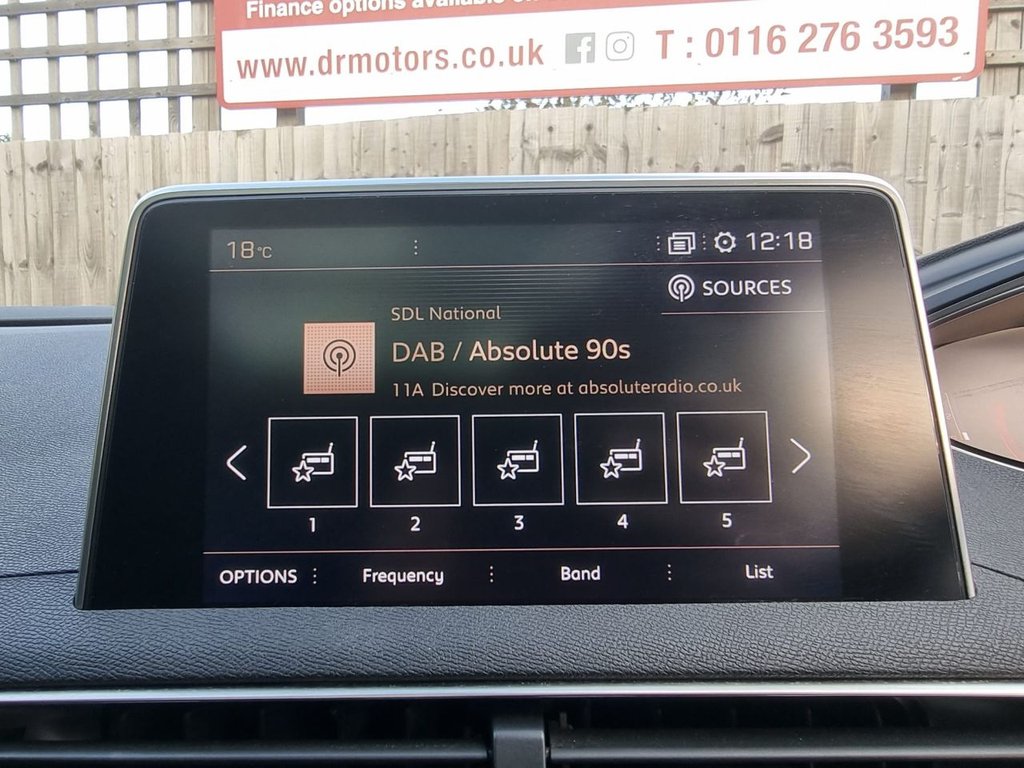 Finance options available on
www.drmotors.co.uk T : 0116 276 3593
18°C 12:18
SOURCES
SDL National
DAB / Absolute 90s
11A Discover more at absoluteradio.co.uk
1 2 3 4 5
OPTIONS Frequency Band List